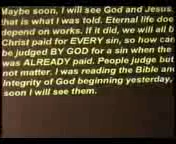 Maybe soon, I will see God and Jesus.
that is what I was told. Eternal life doe
depend on works. If it did, we will all b
Christ paid for EVERY sin, so how can
be judged BY GOD for a sin when the
was ALREADY paid. People judge but
not matter. I was reading the Bible and
Integrity of God beginning yesterday,
soon I will see them.